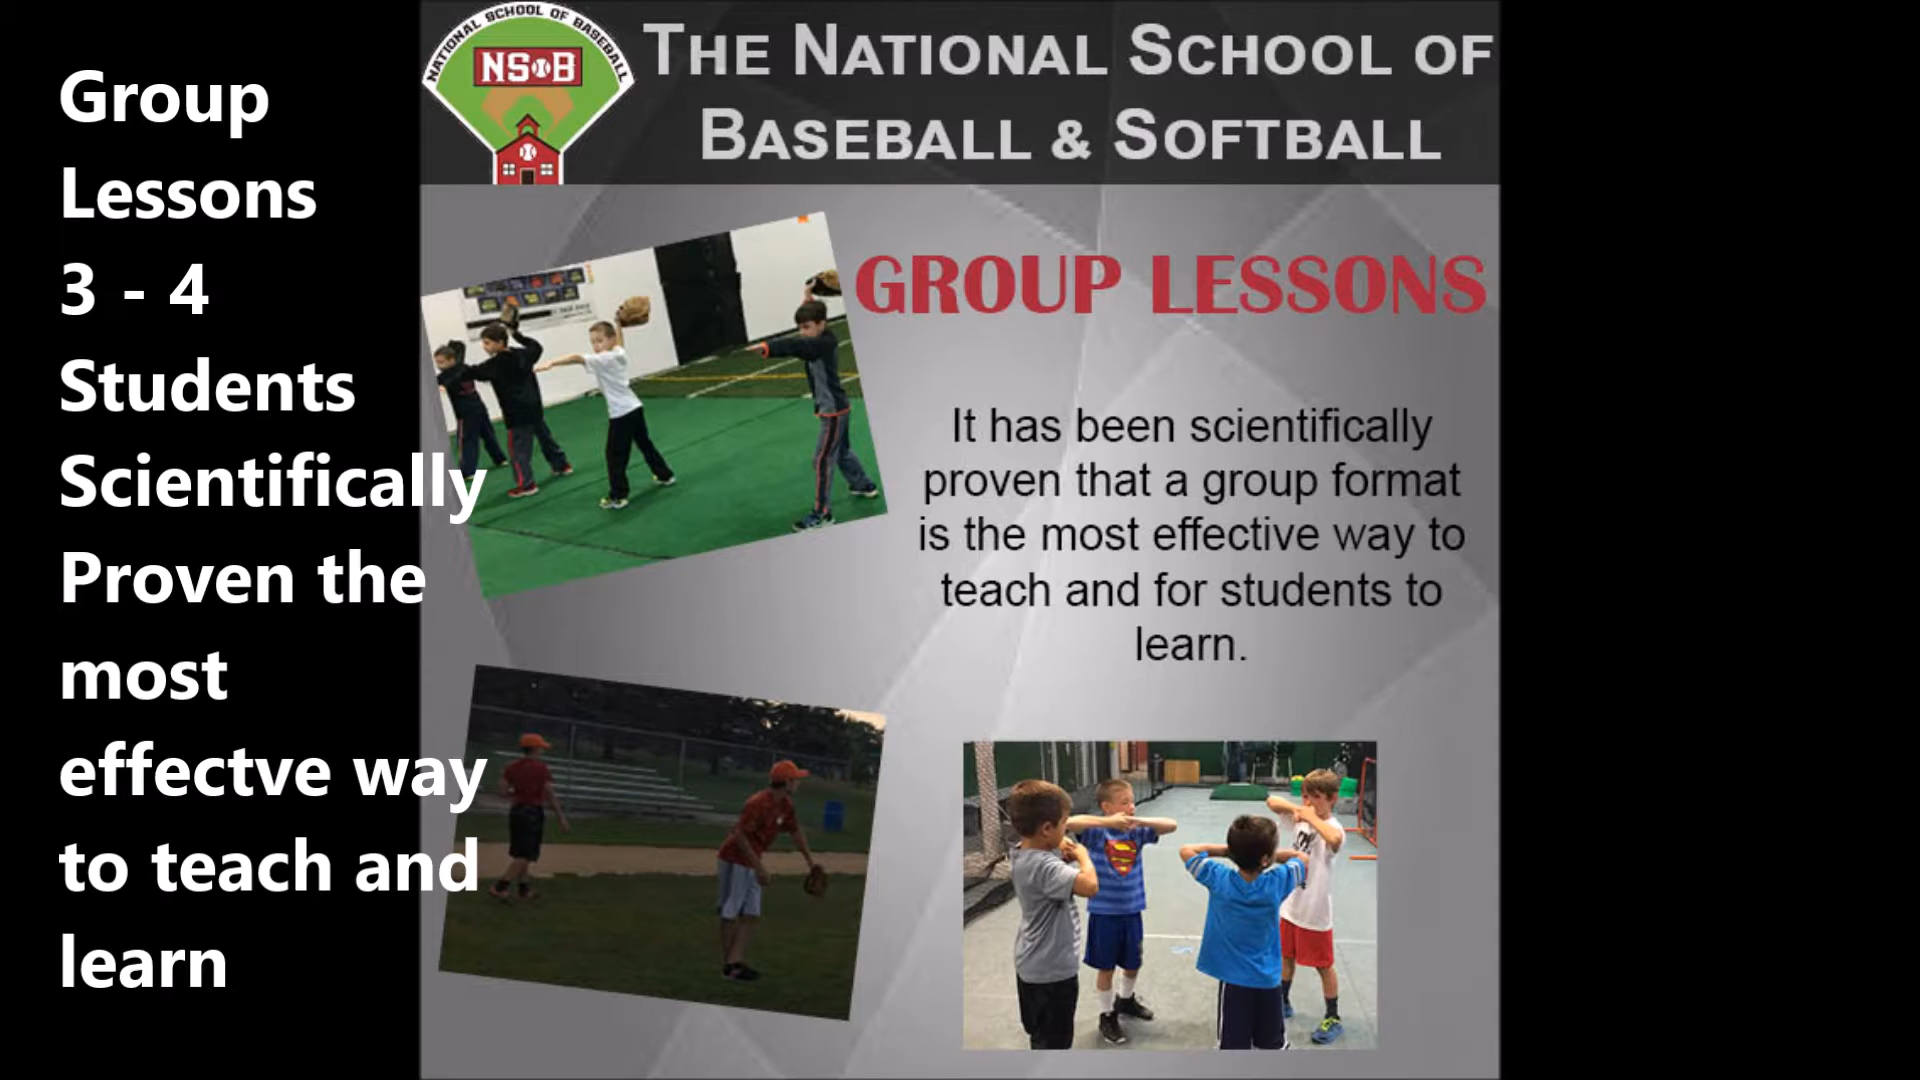 Group
Lessons
3 - 4
Students
Scientifically
Proven the
most
effectve way
to teach and
learn
NATIONAL SCHOOL OF BASEBALL
NSOB
THE NATIONAL SCHOOL OF
BASEBALL & SOFTBALL
GROUP LESSONS
It has been scientifically
proven that a group format
is the most effective way to
teach and for students to
learn.